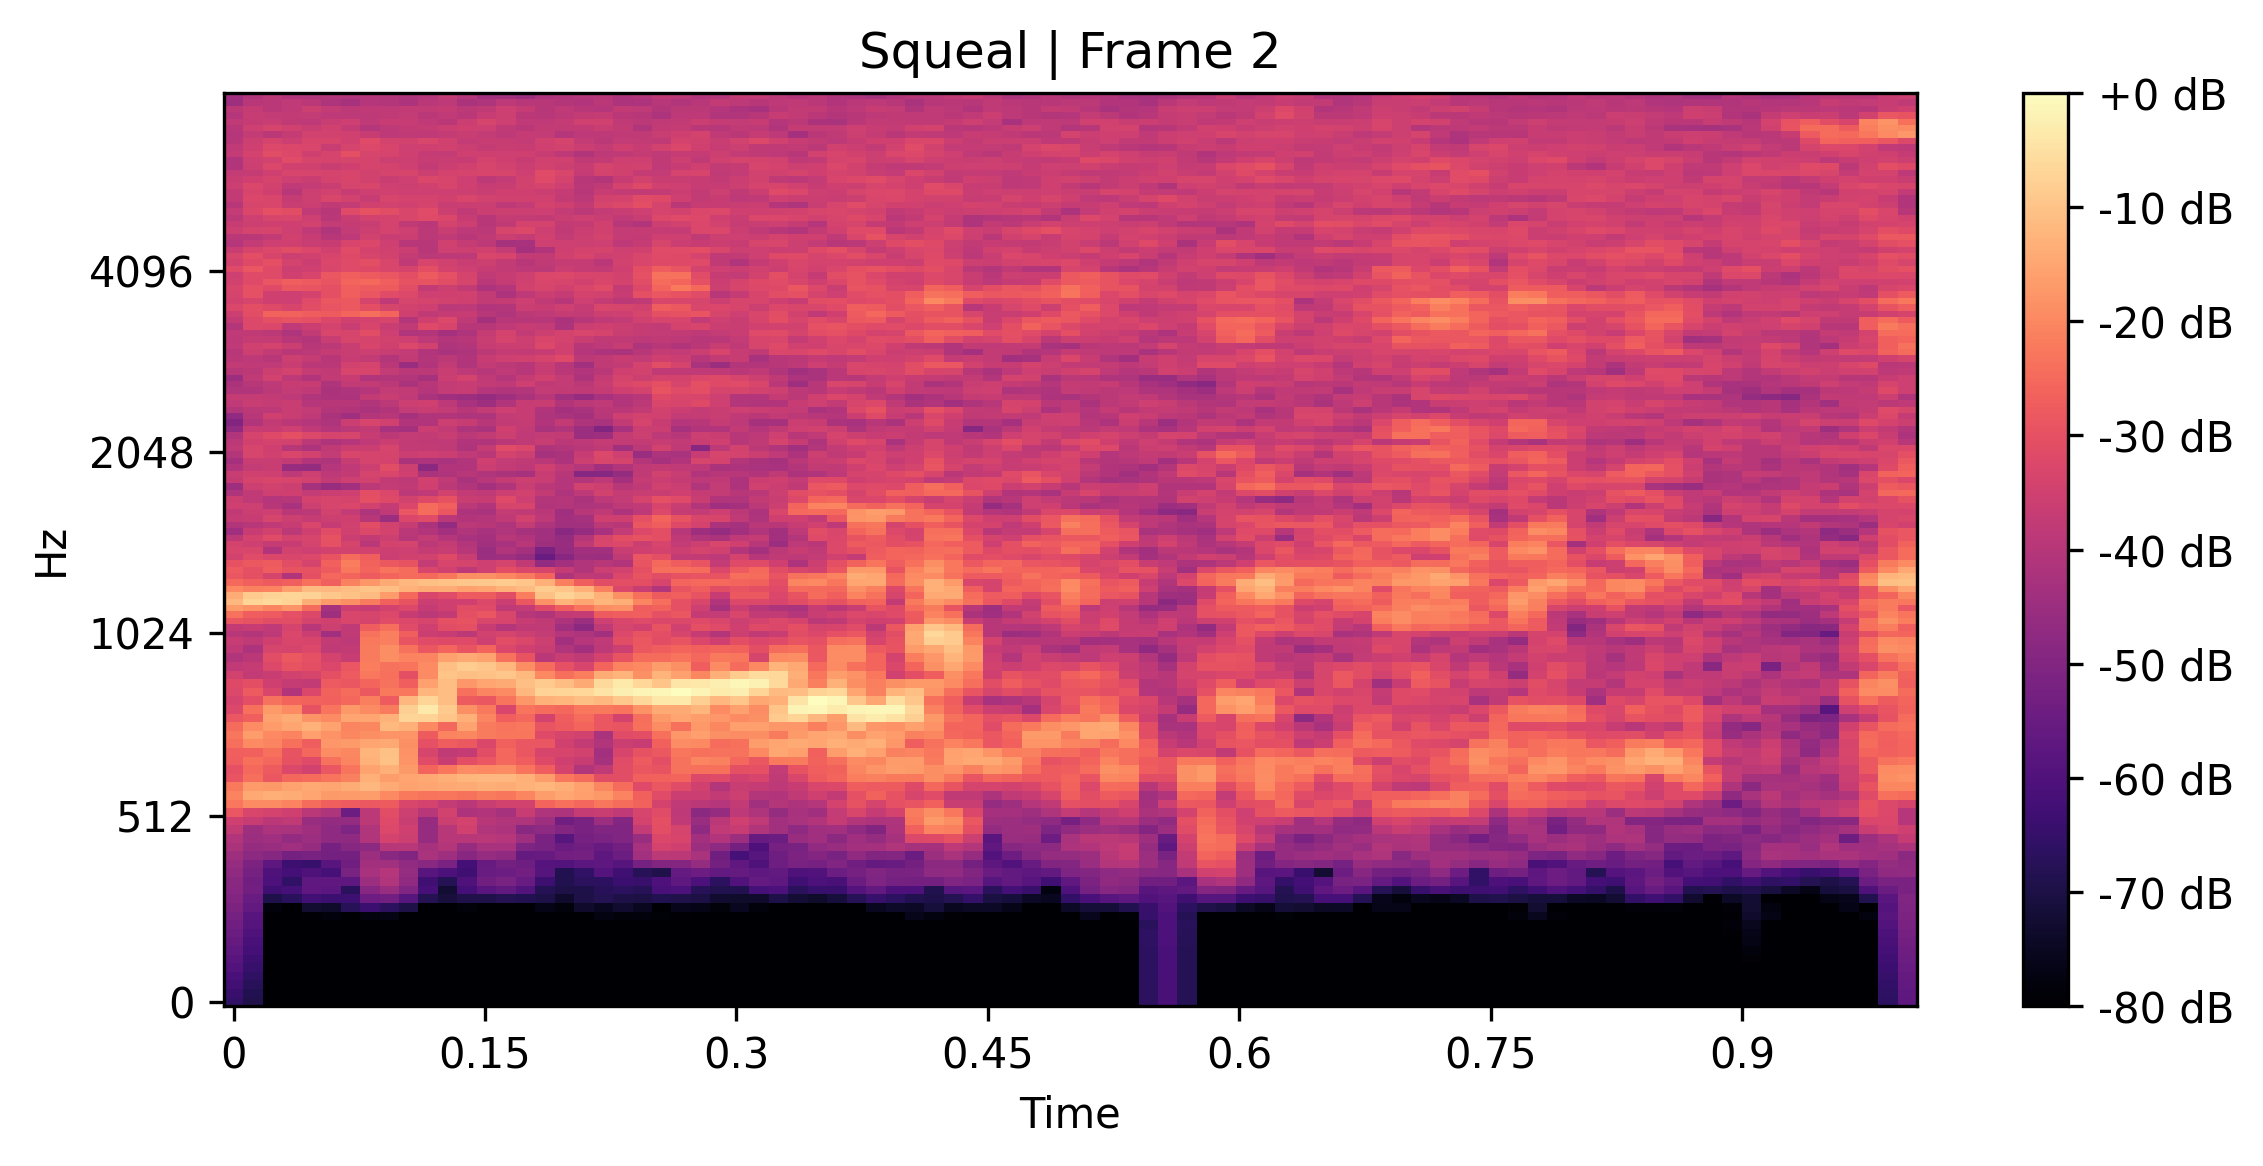 Squeal | Frame 2
Hz
4096
2048
1024
512
0
0 0.15 0.3 0.45 0.6 0.75 0.9
Time
+0 dB
-10 dB
-20 dB
-30 dB
-40 dB
-50 dB
-60 dB
-70 dB
-80 dB